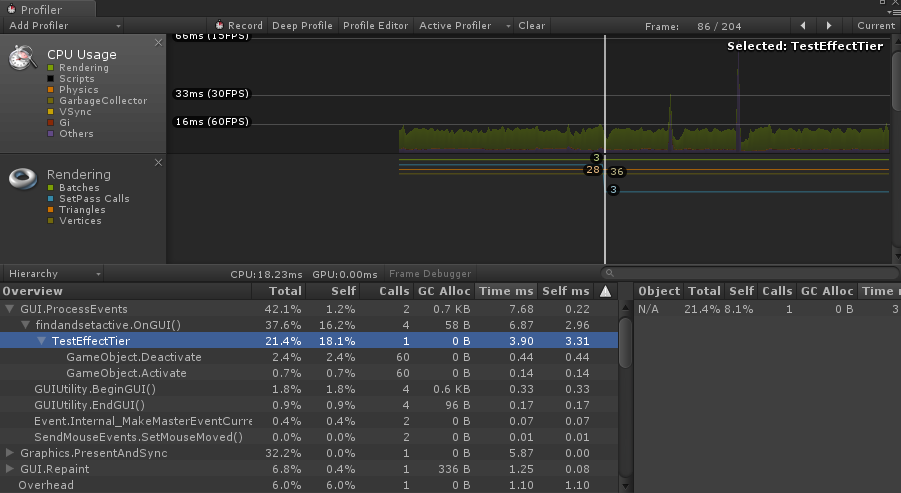 Profiler
Add Profiler Record Deep Profile Profile Editor Active Profiler Clear Frame: 86 / 204 Current
CPU Usage
Rendering
Scripts
Physics
GarbageCollector
VSync
Gi
Others
66ms (15FPS)
Selected: TestEffectTier
33ms (30FPS)
16ms (60FPS)
Rendering
Batches
SetPass Calls
Triangles
Vertices
3
28 36
3
Hierarchy CPU:18.23ms GPU:0.00ms Frame Debugger
Overview Total Self Calls GC Alloc Time ms Self ms
GUI.ProcessEvents 42.1% 1.2% 2 0.7 KB 7.68 0.22
findandsetactive.OnGUI() 37.6% 16.2% 4 58 B 6.87 2.96
TestEffectTier 21.4% 18.1% 1 0 B 3.90 3.31
GameObject.Deactivate 2.4% 2.4% 60 0 B 0.44 0.44
GameObject.Activate 0.7% 0.7% 60 0 B 0.14 0.14
GUIUtility.BeginGUI() 1.8% 1.8% 4 0.6 KB 0.33 0.33
GUIUtility.EndGUI() 0.9% 0.9% 4 96 B 0.17 0.17
Event.Internal_MakeMasterEventCurre 0.4% 0.4% 2 0 B 0.07 0.07
SendMouseEvents.SetMouseMoved() 0.0% 0.0% 2 0 B 0.01 0.01
Graphics.PresentAndSync 32.2% 0.0% 1 0 B 5.87 0.00
GUI.Repaint 6.8% 0.4% 1 336 B 1.25 0.08
Overhead 6.0% 6.0% 1 0 B 1.10 1.10
Object Total Self Calls GC Alloc Time m
N/A 21.4% 8.1% 1 0 B 3